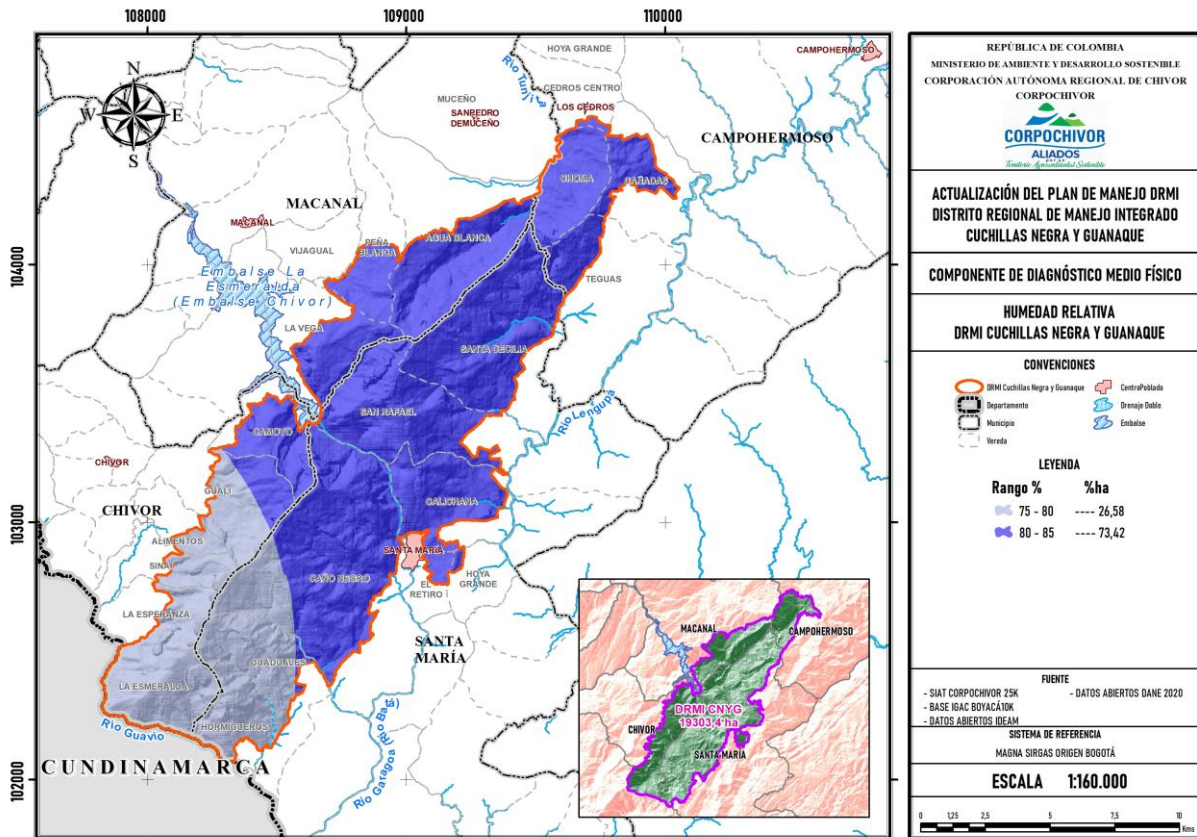 108000
109000
110000
104000
103000
102000
N
W
E
S
HOYA GRANDE
CAMPOHERMOSO
Río Tunjita
CEDROS CENTRO
MUCEÑO
LOS CEDROS
SANPEDRO
DEMUCEÑO
CAMPOHERMOSO
CHOMA
CAÑADAS
MACANAL
MACANAL
VIJAGUAL
PEÑA
BLANCA
AGUA BLANCA
Embalse La
Esmeralda
(Embalse Chivor)
TEGUAS
LA VEGA
SANTA CECILIA
SAN RAFAEL
Río Lengupa
CAMOYO
CHIVOR
GUALI
CALICHANA
CHIVOR
ALIMENTOS
SANTA MARÍA
SINAI
CAÑO NEGRO
HOYA
GRANDE
EL
RETIRO
LA ESPERANZA
SANTA
MARÍA
GUADUALES
LA ESMERALDA
HORMIGUEROS
Río Guavio
Río Garagoa (Río Bata)
CUNDINAMARCA
MACANAL
CAMPOHERMOSO
DRMI CNYG
19303,4 ha
CHIVOR
SANTA MARÍA
REPÚBLICA DE COLOMBIA
MINISTERIO DE AMBIENTE Y DESARROLLO SOSTENIBLE
CORPORACIÓN AUTÓNOMA REGIONAL DE CHIVOR
CORPOCHIVOR
CORPOCHIVOR
ALIADOS
Territorio Agroambiental Sostenible
ACTUALIZACIÓN DEL PLAN DE MANEJO DRMI
DISTRITO REGIONAL DE MANEJO INTEGRADO
CUCHILLAS NEGRA Y GUANAQUE
COMPONENTE DE DIAGNÓSTICO MEDIO FÍSICO
HUMEDAD RELATIVA
DRMI CUCHILLAS NEGRA Y GUANAQUE
CONVENCIONES
DRMI Cuchillas Negra y Guanaque
CentroPoblado
Departamento
Drenaje Doble
Municipio
Embalse
Vereda
LEYENDA
Rango % %ha
75 - 80 ---- 26,58
80 - 85 ---- 73,42
FUENTE
- SIAT CORPOCHIVOR 25K - DATOS ABIERTOS DANE 2020
- BASE IGAC BOYACÁ10K
- DATOS ABIERTOS IDEAM
SISTEMA DE REFERENCIA
MAGNA SIRGAS ORIGEN BOGOTÁ
ESCALA 1:160.000
0 1,25 2,5 5 7,5 10
Kms